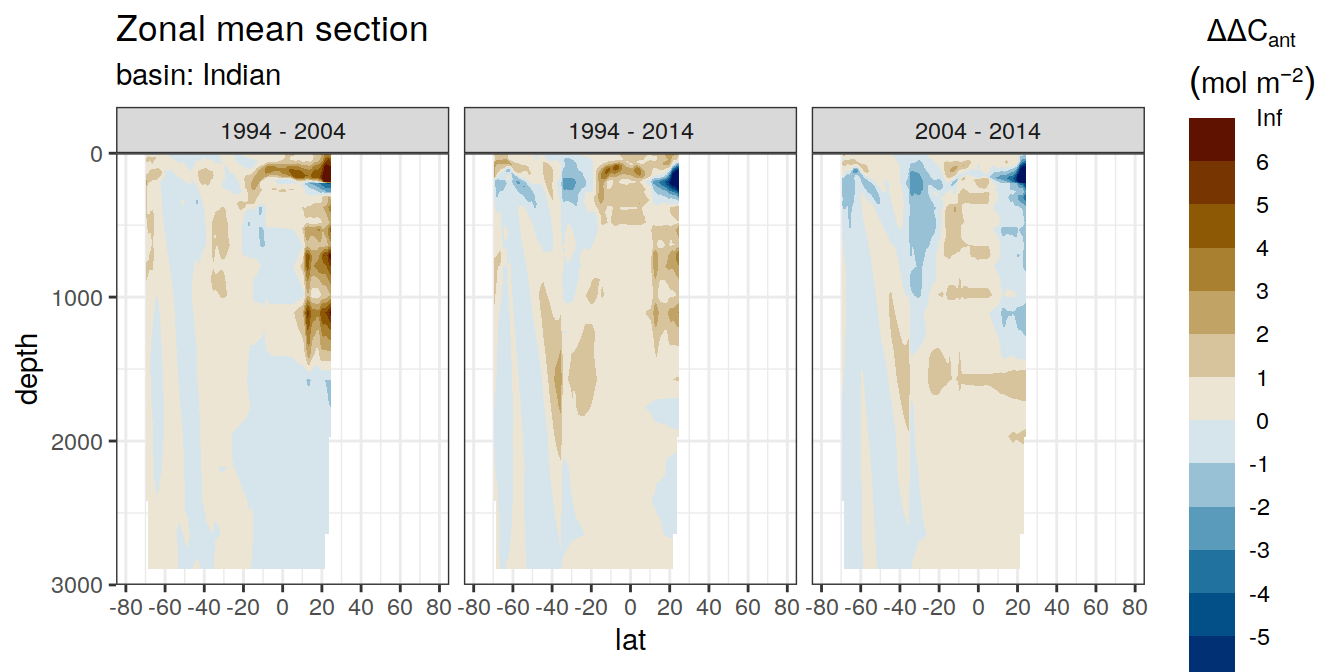 Zonal mean section
basin: Indian
ΔΔCant
(mol m⁻²)
1994 - 2004
1994 - 2014
2004 - 2014
Inf
6
5
4
3
2
1
0
-1
-2
-3
-4
-5
0
1000
2000
3000
depth
-80 -60 -40 -20 0 20 40 60 80
-80 -60 -40 -20 0 20 40 60 80
-80 -60 -40 -20 0 20 40 60 80
lat